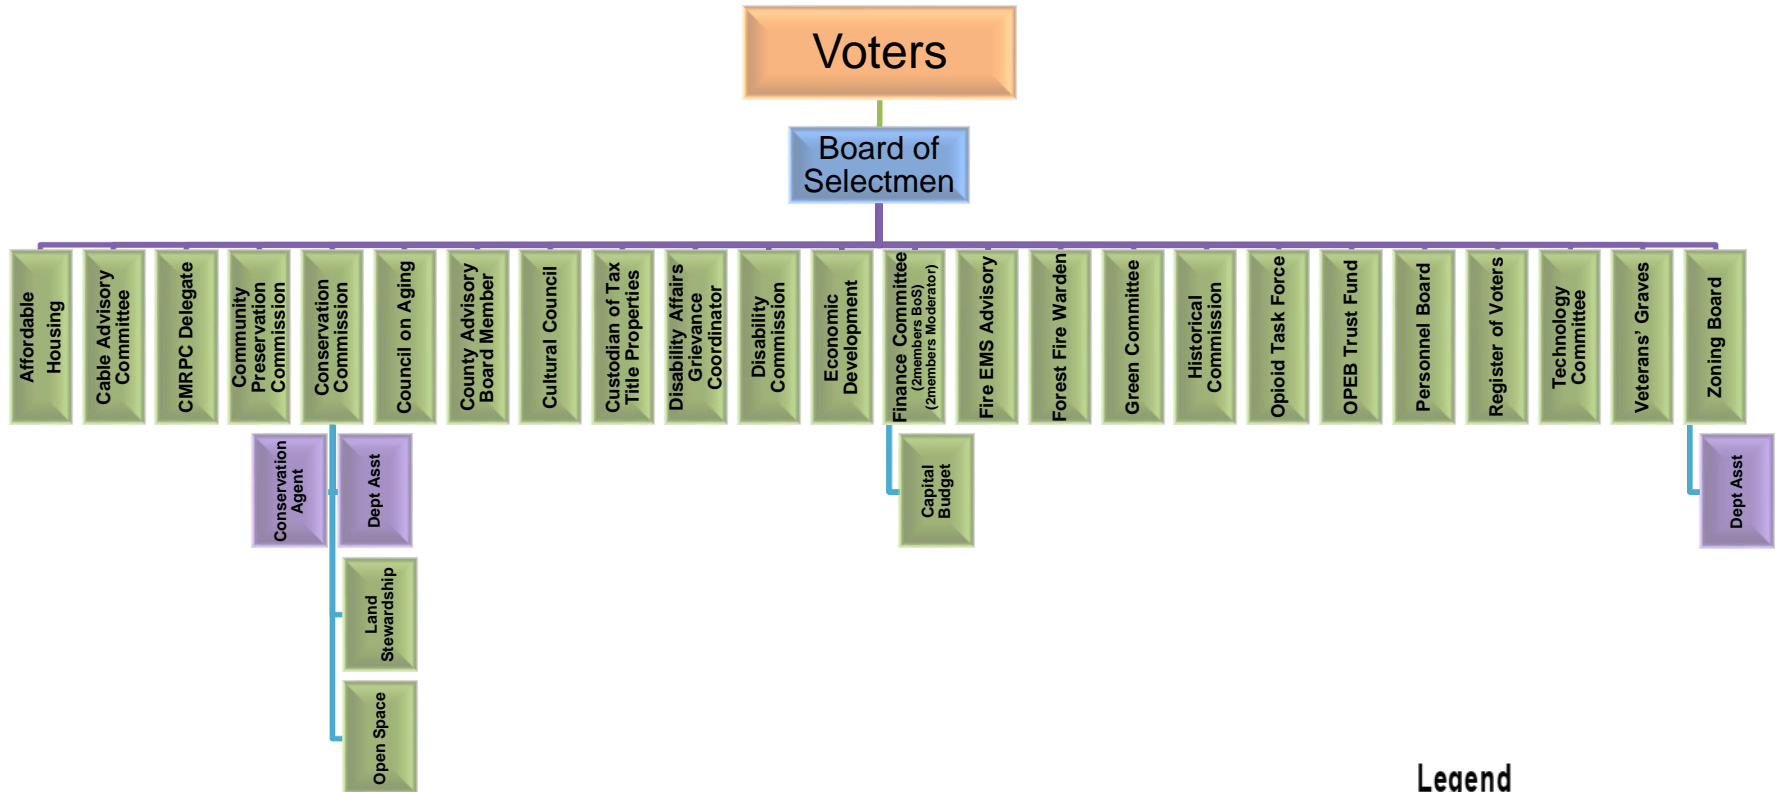 Voters
Board of
Selectmen
Affordable
Housing
Cable Advisory
Committee
CMRPC Delegate
Community
Preservation
Commission
Conservation
Commission
Council on Aging
County Advisory
Board Member
Cultural Council
Custodian of Tax
Title Properties
Disability Affairs
Grievance
Coordinator
Disability
Commission
Economic
Development
Finance Committee
(2members BoS)
(2members Moderator)
Fire EMS Advisory
Forest Fire Warden
Green Committee
Historical
Commission
Opioid Task Force
OPEB Trust Fund
Personnel Board
Register of Voters
Technology
Committee
Veterans’ Graves
Zoning Board
Conservation
Agent
Dept Asst
Capital
Budget
Dept Asst
Land
Stewardship
Open Space
Legend